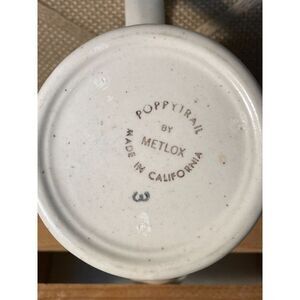 POPPYTRAIL
BY
METLOX
MADE IN CALIFORNIA
3